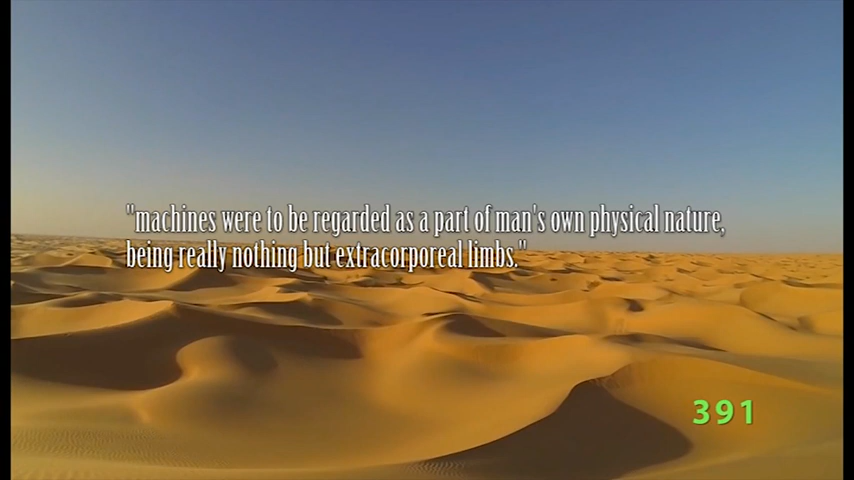 "machines were to be regarded as a part of man's own physical nature,
being really nothing but extracorporeal limbs."
391